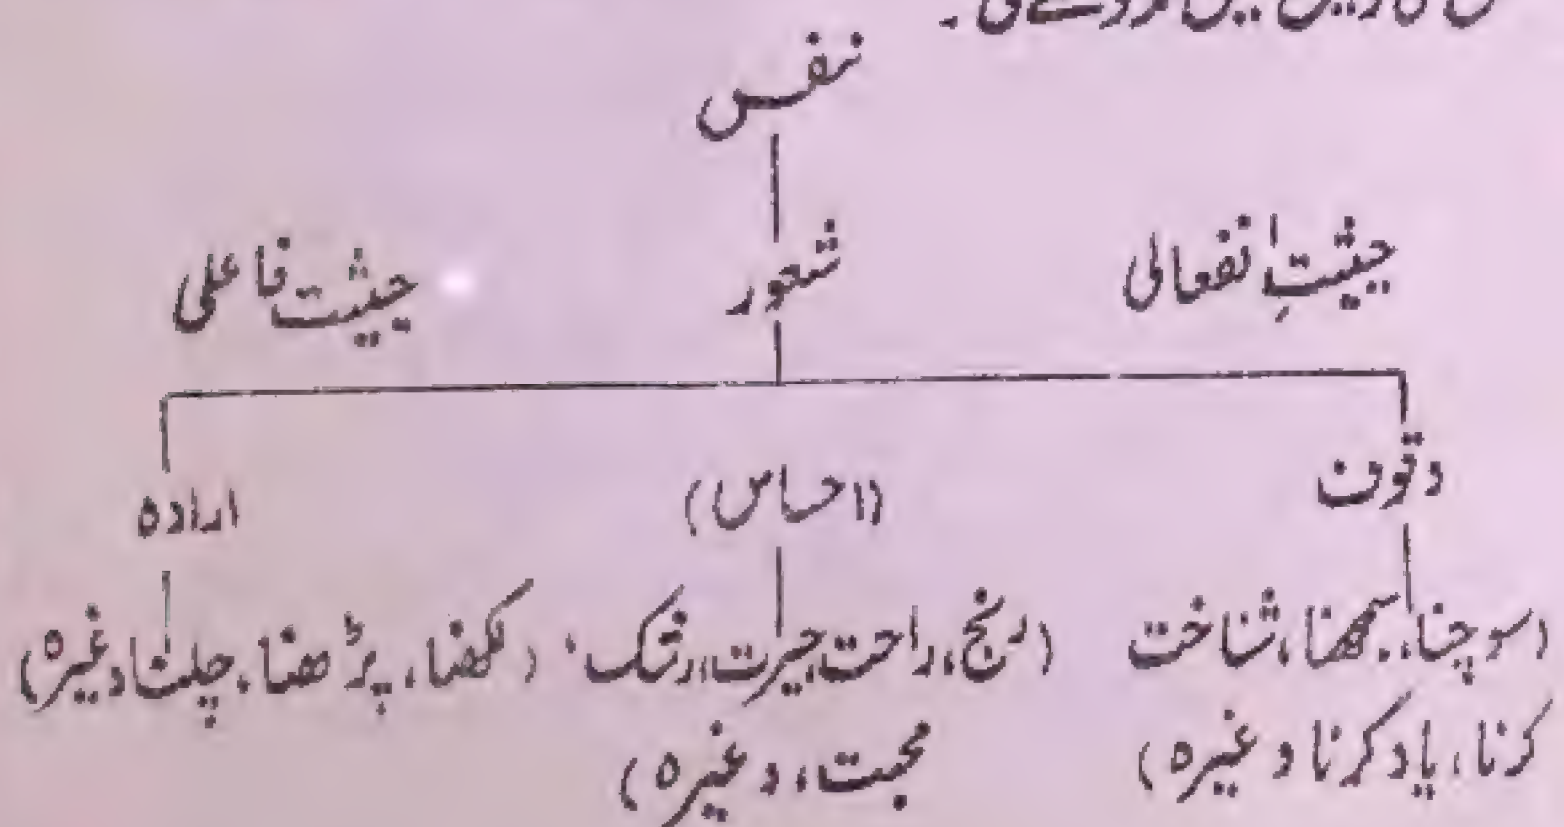 نفس
شعور
حیثیتِ انفعالی
حیثیت فاعلی
وقوف
(احساس)
ارادہ
(سوچنا، سمجھنا، شناخت
کرنا، یاد کرنا وغیرہ)
(رنج، راحت، حیرت، رشک،
محبت، وغیرہ)
(لکھنا، پڑھنا، چلنا وغیرہ)